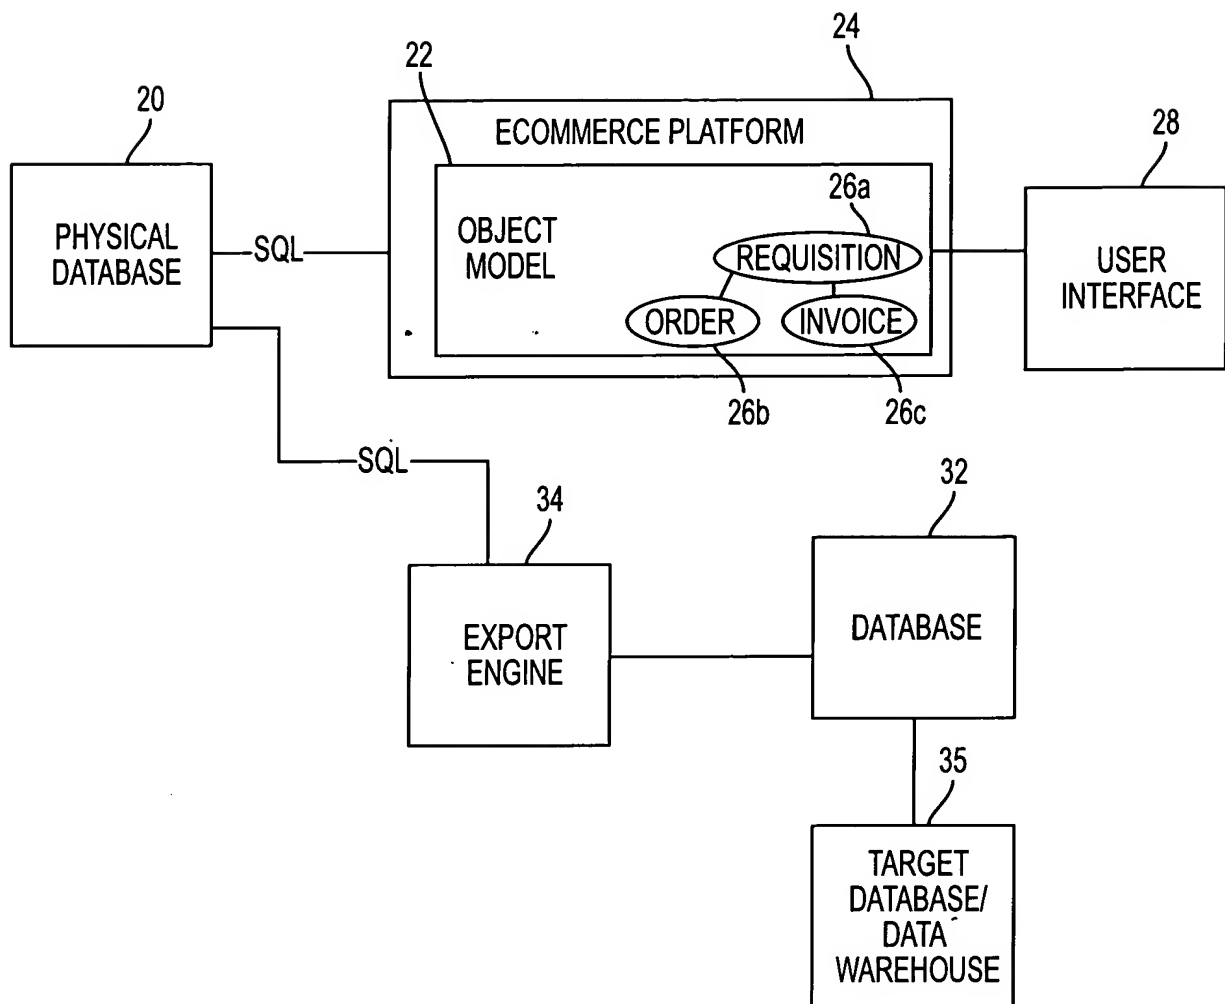 24
22
20
ECOMMERCE PLATFORM
28
26a
PHYSICAL
DATABASE
SQL
OBJECT
MODEL
REQUISITION
USER
INTERFACE
ORDER
INVOICE
26b
26c
SQL
34
32
EXPORT
ENGINE
DATABASE
35
TARGET
DATABASE/
DATA
WAREHOUSE